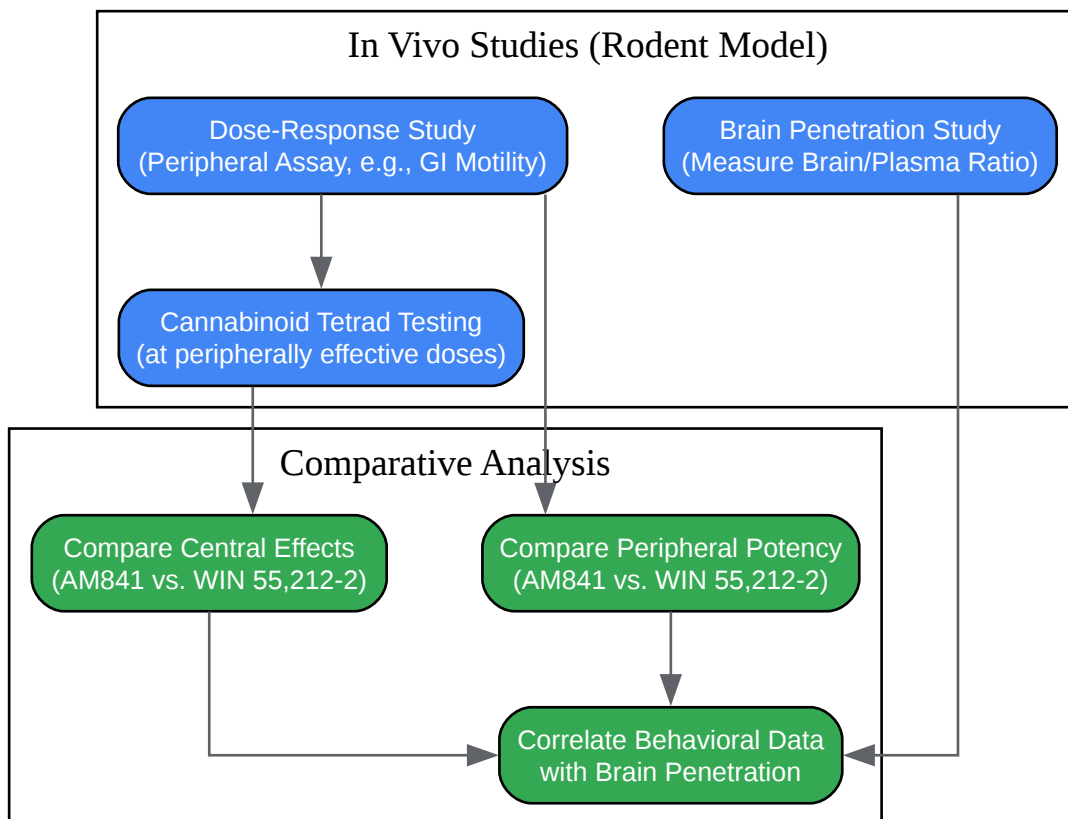 In Vivo Studies (Rodent Model)
Dose-Response Study
(Peripheral Assay, e.g., GI Motility)
Brain Penetration Study
(Measure Brain/Plasma Ratio)
Cannabinoid Tetrad Testing
(at peripherally effective doses)
Comparative Analysis
Compare Central Effects
(AM841 vs. WIN 55,212-2)
Compare Peripheral Potency
(AM841 vs. WIN 55,212-2)
Correlate Behavioral Data
with Brain Penetration